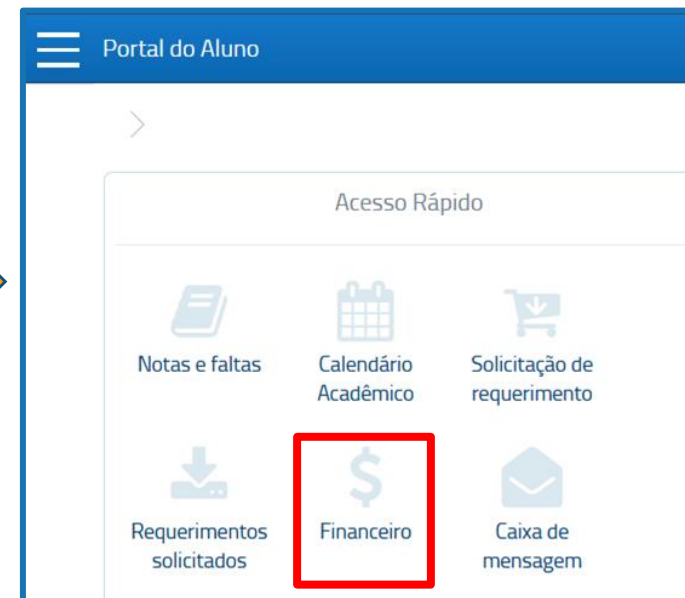 Portal do Aluno
Acesso Rápido
Notas e faltas
Calendário
Acadêmico
Solicitação de
requerimento
Requerimentos
solicitados
Financeiro
Caixa de
mensagem